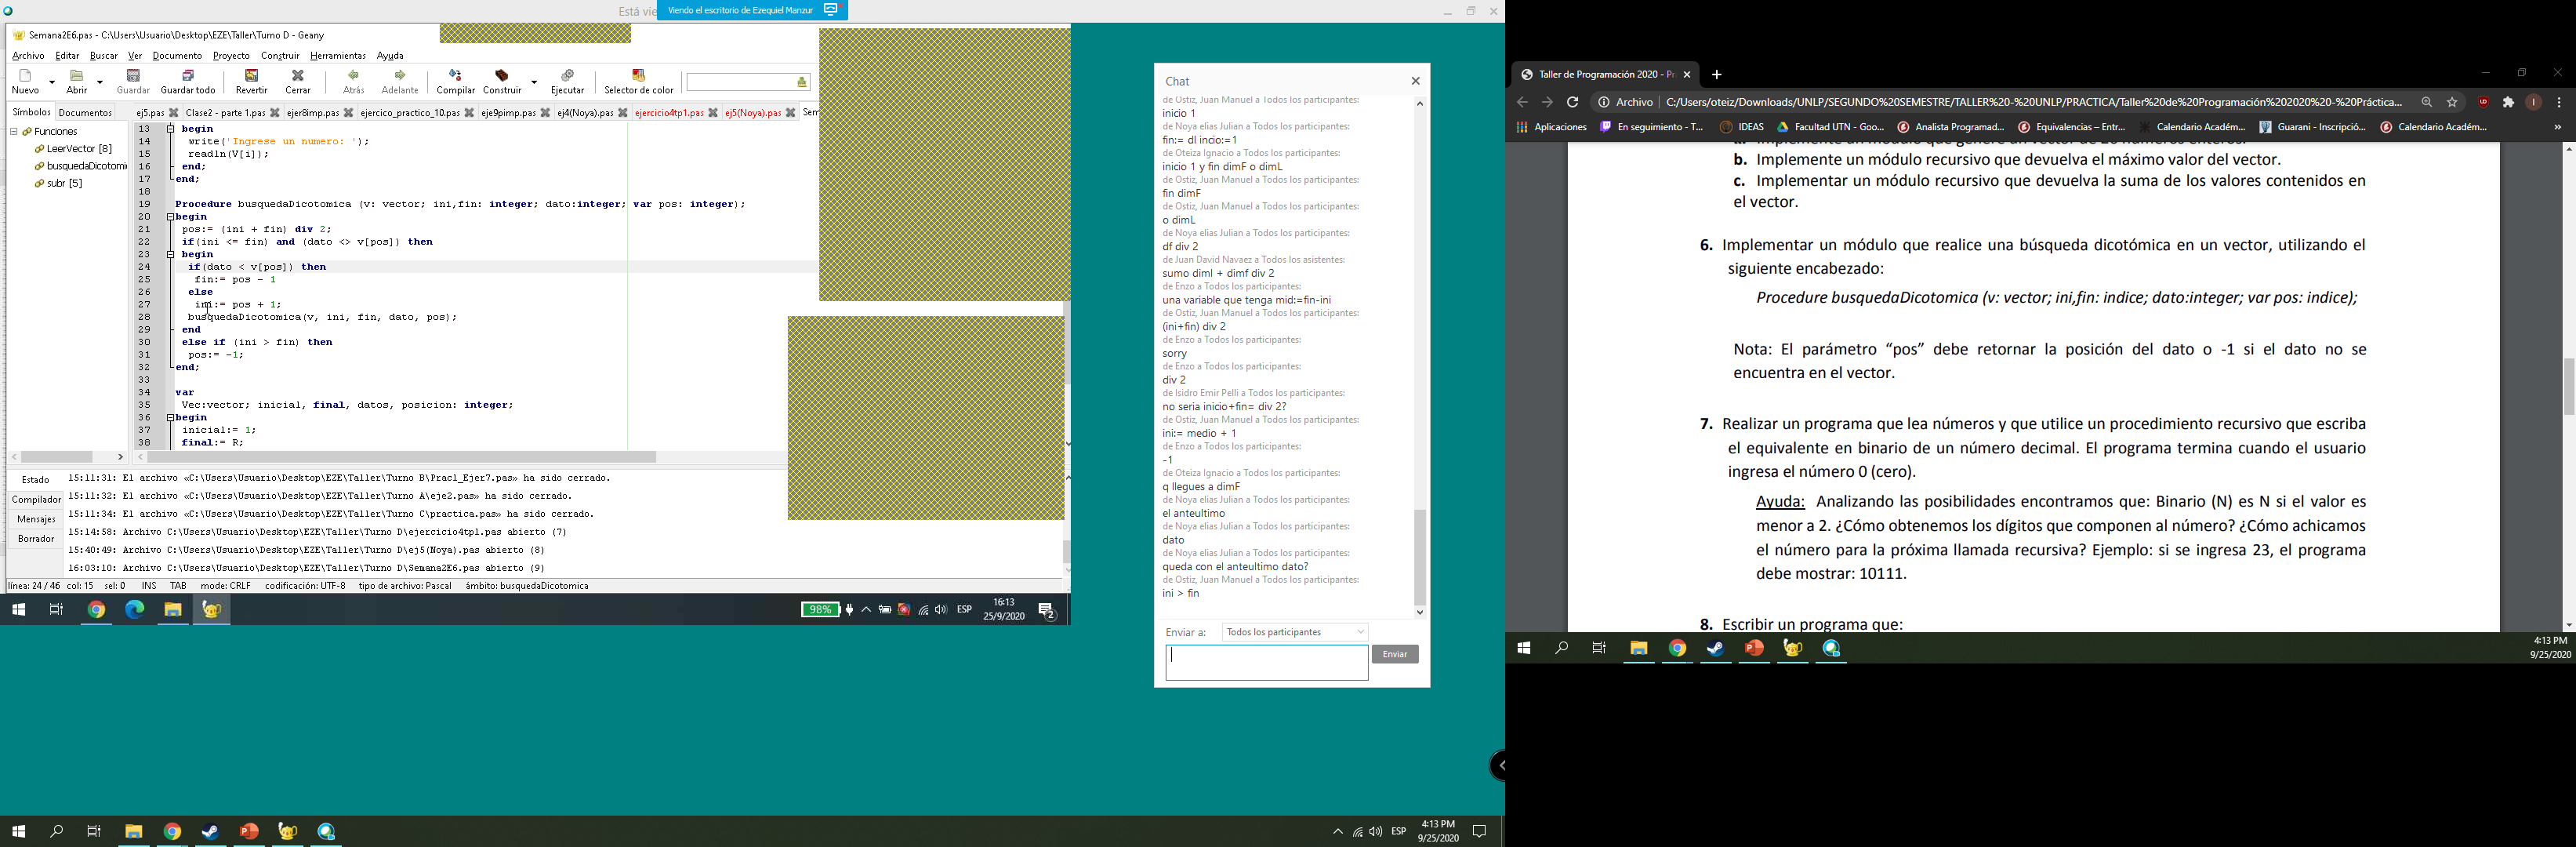 Está vie
Viendo el escritorio de Ezequiel Manzur
Semana2E6.pas - C:\Users\Usuario\Desktop\EZE\Taller\Turno D - Geany
Archivo Editar Buscar Ver Documento Proyecto Construir Herramientas Ayuda
Nuevo Abrir Guardar Guardar todo Revertir Cerrar Atrás Adelante Compilar Construir Ejecutar Selector de color
Símbolos Documentos
ej5.pas Clase2 - parte 1.pas ejer8imp.pas ejercico_practico_10.pas eje9pimp.pas ej4(Noya).pas ejercicio4tp1.pas ej5(Noya).pas Sem
Funciones
LeerVector [8]
busquedaDicotomi
subr [5]
13 begin
14 write('Ingrese un numero: ');
15 readln(V[i]);
16 end;
17 end;
18
19 Procedure busquedaDicotomica (v: vector; ini,fin: integer; dato:integer; var pos: integer);
20 begin
21 pos:= (ini + fin) div 2;
22 if(ini <= fin) and (dato <> v[pos]) then
23 begin
24 if(dato < v[pos]) then
25 fin:= pos - 1
26 else
27 ini:= pos + 1;
28 busquedaDicotomica(v, ini, fin, dato, pos);
29 end
30 else if (ini > fin) then
31 pos:= -1;
32 end;
33
34 var
35 Vec:vector; inicial, final, datos, posicion: integer;
36 begin
37 inicial:= 1;
38 final:= R;
Estado
Compilador
Mensajes
Borrador
15:11:31: El archivo «C:\Users\Usuario\Desktop\EZE\Taller\Turno B\Prac1_Ejer7.pas» ha sido cerrado.
15:11:32: El archivo «C:\Users\Usuario\Desktop\EZE\Taller\Turno A\eje2.pas» ha sido cerrado.
15:11:34: El archivo «C:\Users\Usuario\Desktop\EZE\Taller\Turno C\practica.pas» ha sido cerrado.
15:14:58: Archivo C:\Users\Usuario\Desktop\EZE\Taller\Turno D\ejercicio4tp1.pas abierto (7)
15:40:49: Archivo C:\Users\Usuario\Desktop\EZE\Taller\Turno D\ej5(Noya).pas abierto (8)
16:03:10: Archivo C:\Users\Usuario\Desktop\EZE\Taller\Turno D\Semana2E6.pas abierto (9)
línea: 24 / 46 col: 15 sel: 0 INS TAB mode: CRLF codificación: UTF-8 tipo de archivo: Pascal ámbito: busquedaDicotomica
98% ESP 16:13
25/9/2020
2
Chat
de Ostiz, Juan Manuel a Todos los participantes:
inicio 1
de Noya elias Julian a Todos los participantes:
fin:= dl incio:=1
de Oteiza Ignacio a Todos los participantes:
inicio 1 y fin dimF o dimL
de Ostiz, Juan Manuel a Todos los participantes:
fin dimF
de Ostiz, Juan Manuel a Todos los participantes:
o dimL
de Noya elias Julian a Todos los participantes:
df div 2
de Juan David Navaez a Todos los asistentes:
sumo diml + dimf div 2
de Enzo a Todos los participantes:
una variable que tenga mid:=fin-ini
de Ostiz, Juan Manuel a Todos los participantes:
(ini+fin) div 2
de Enzo a Todos los participantes:
sorry
de Enzo a Todos los participantes:
div 2
de Isidro Emir Pelli a Todos los participantes:
no seria inicio+fin= div 2?
de Ostiz, Juan Manuel a Todos los participantes:
ini:= medio + 1
de Enzo a Todos los participantes:
-1
de Oteiza Ignacio a Todos los participantes:
q llegues a dimF
de Noya elias Julian a Todos los participantes:
el anteultimo
de Noya elias Julian a Todos los participantes:
dato
de Noya elias Julian a Todos los participantes:
queda con el anteultimo dato?
de Ostiz, Juan Manuel a Todos los participantes:
ini > fin
Enviar a: Todos los participantes
Enviar
ESP 4:13 PM
9/25/2020
Taller de Programación 2020 - Pr
Archivo C:/Users/oteiz/Downloads/UNLP/SEGUNDO%20SEMESTRE/TALLER%20-%20UNLP/PRACTICA/Taller%20de%20Programación%202020%20-%20Práctica...
Aplicaciones En seguimiento - T... IDEAS Facultad UTN - Goo... Analista Programad... Equivalencias – Entr... Calendario Académ... Guarani - Inscripció... Calendario Académ... »
a. Implemente un módulo que genere un vector de 20 números enteros.
b. Implemente un módulo recursivo que devuelva el máximo valor del vector.
c. Implementar un módulo recursivo que devuelva la suma de los valores contenidos en
el vector.
6. Implementar un módulo que realice una búsqueda dicotómica en un vector, utilizando el
siguiente encabezado:
Procedure busquedaDicotomica (v: vector; ini,fin: indice; dato:integer; var pos: indice);
Nota: El parámetro “pos” debe retornar la posición del dato o -1 si el dato no se
encuentra en el vector.
7. Realizar un programa que lea números y que utilice un procedimiento recursivo que escriba
el equivalente en binario de un número decimal. El programa termina cuando el usuario
ingresa el número 0 (cero).
Ayuda: Analizando las posibilidades encontramos que: Binario (N) es N si el valor es
menor a 2. ¿Cómo obtenemos los dígitos que componen al número? ¿Cómo achicamos
el número para la próxima llamada recursiva? Ejemplo: si se ingresa 23, el programa
debe mostrar: 10111.
8. Escribir un programa que:
4:13 PM
9/25/2020